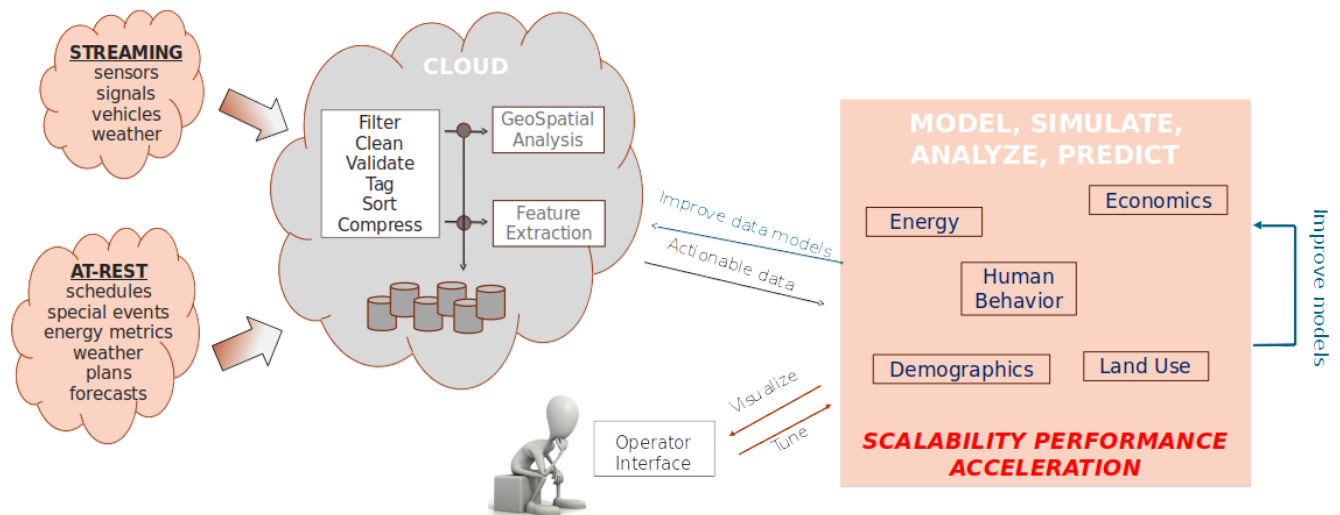 STREAMING
sensors
signals
vehicles
weather
AT-REST
schedules
special events
energy metrics
weather
plans
forecasts
CLOUD
Filter
Clean
Validate
Tag
Sort
Compress
GeoSpatial
Analysis
Feature
Extraction
Improve data models
Actionable data
Visualize
Tune
Operator
Interface
MODEL, SIMULATE,
ANALYZE, PREDICT
Energy
Economics
Human
Behavior
Demographics
Land Use
SCALABILITY PERFORMANCE
ACCELERATION
Improve models